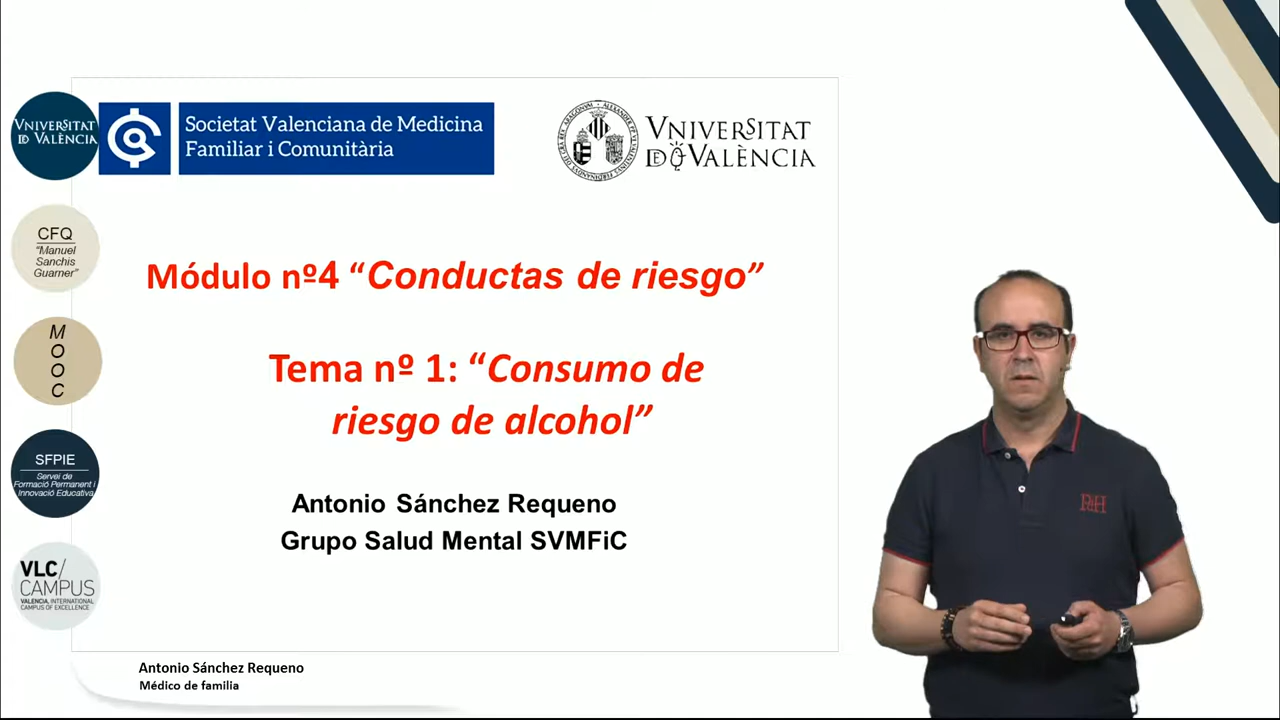 VNIVERSITAT
DE VALÈNCIA
Societat Valenciana de Medicina
Familiar i Comunitària
VNIVERSITAT
DE VALÈNCIA
CFQ
"Manuel
Sanchis
Guarner"
M
O
O
C
SFPIE
Servei de
Formació Permanent i
Innovació Educativa
VLC/
CAMPUS
VALENCIA, INTERNATIONAL
CAMPUS OF EXCELLENCE
Módulo nº4 “Conductas de riesgo”
Tema nº 1: “Consumo de
riesgo de alcohol”
Antonio Sánchez Requeno
Grupo Salud Mental SVMFiC
Antonio Sánchez Requeno
Médico de familia